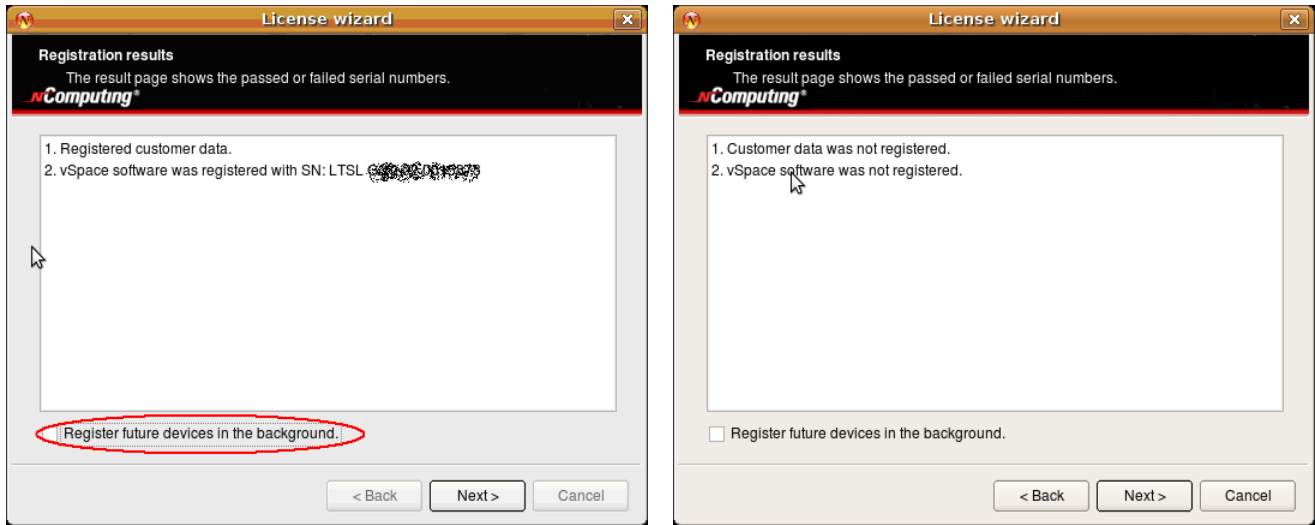 License wizard
Registration results
The result page shows the passed or failed serial numbers.
NComputing®
1. Registered customer data.
2. vSpace software was registered with SN: LTSL
Register future devices in the background.
< Back
Next >
Cancel
License wizard
Registration results
The result page shows the passed or failed serial numbers.
NComputing®
1. Customer data was not registered.
2. vSpace software was not registered.
Register future devices in the background.
< Back
Next >
Cancel